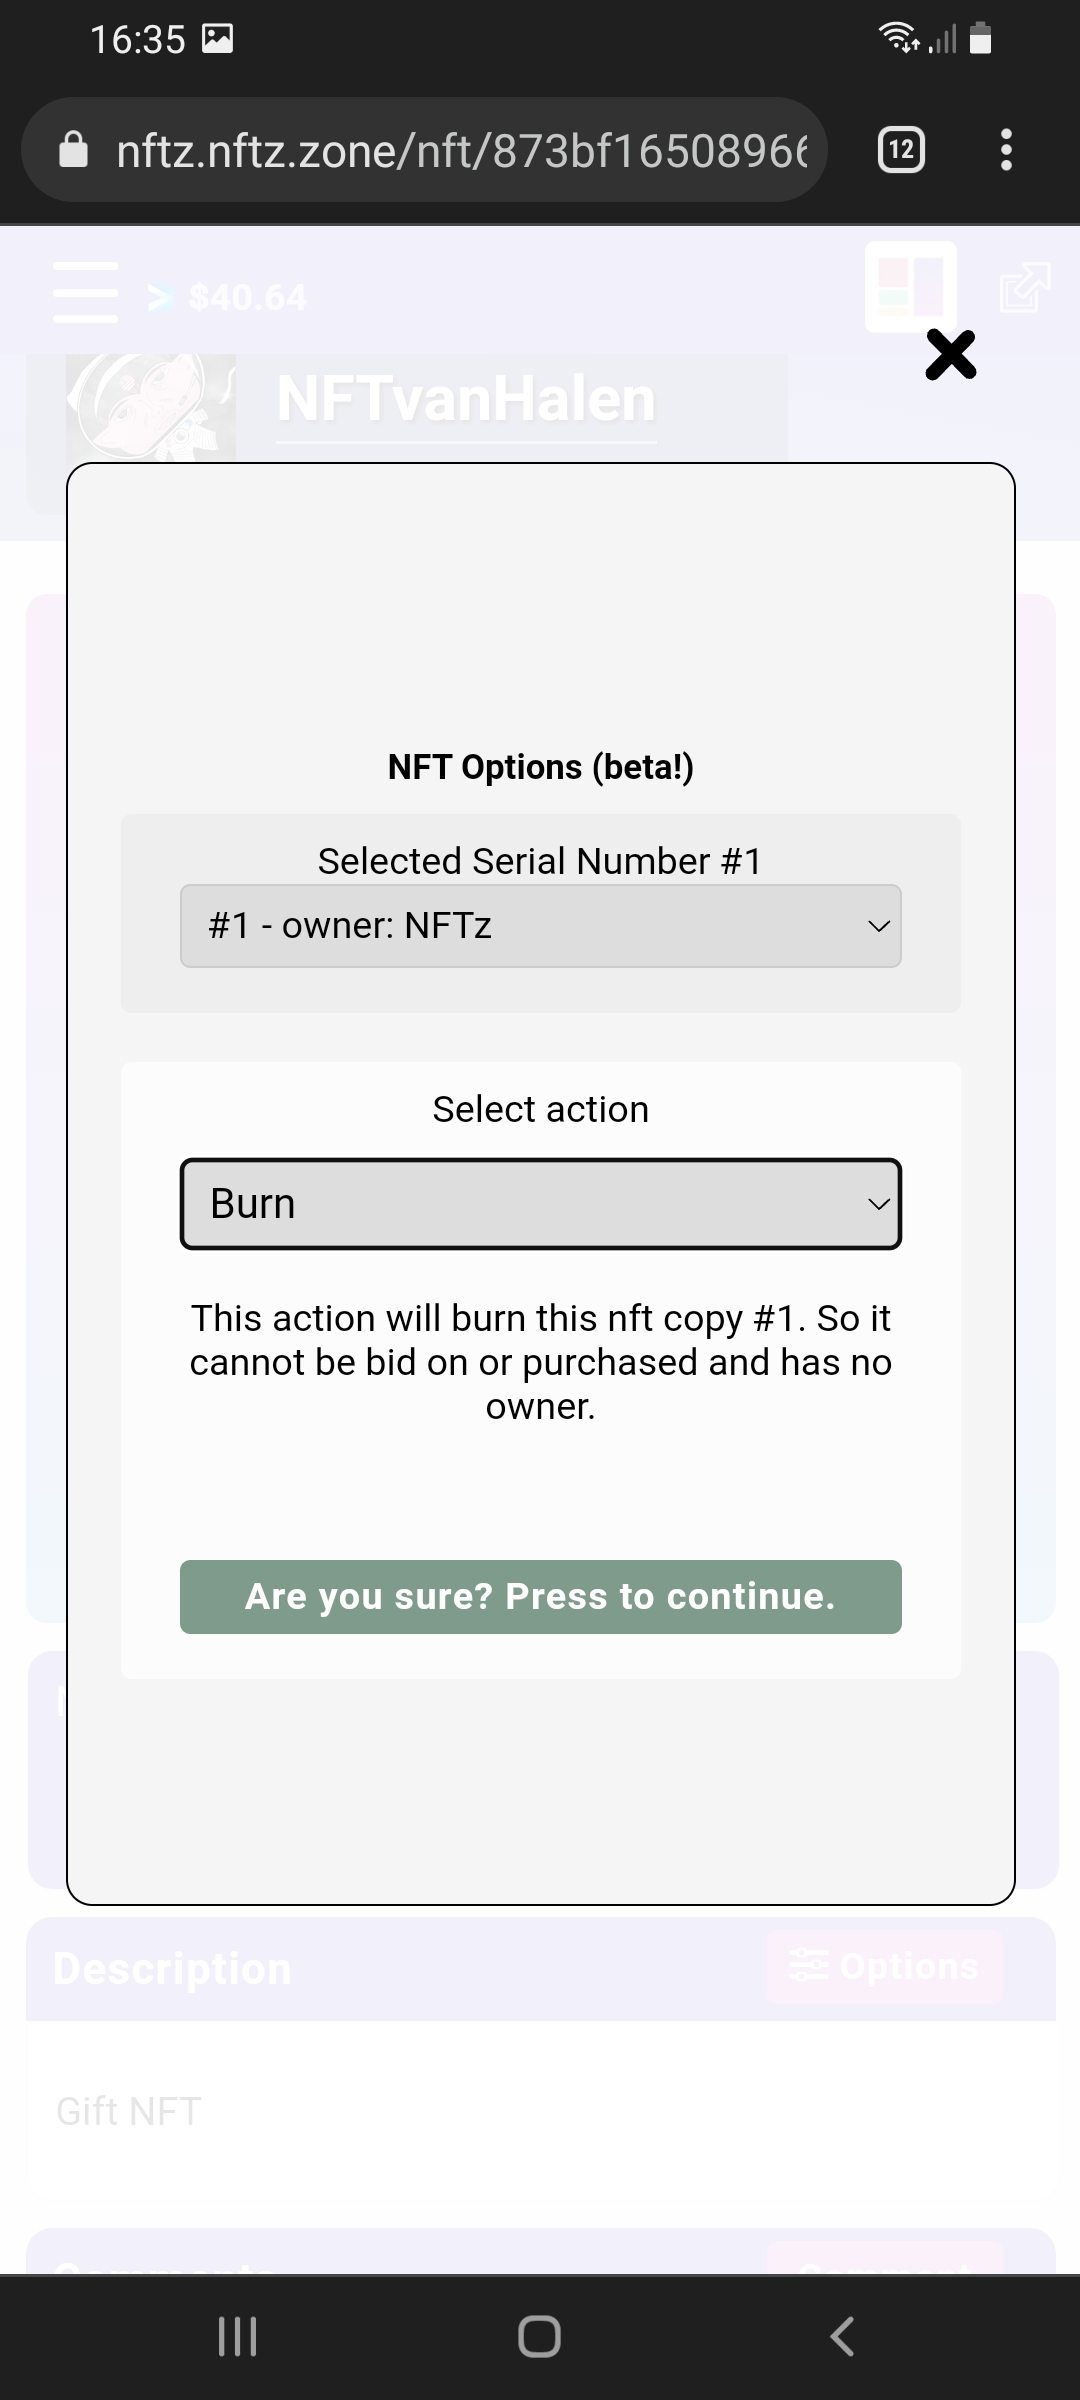 16:35
nftz.nftz.zone/nft/873bf1650896
12
$40.64
NFTvanHalen
NFT Options (beta!)
Selected Serial Number #1
#1 - owner: NFTz
Select action
Burn
This action will burn this nft copy #1. So it
cannot be bid on or purchased and has no
owner.
Are you sure? Press to continue.
Description
Options
Gift NFT
Comments
Comment